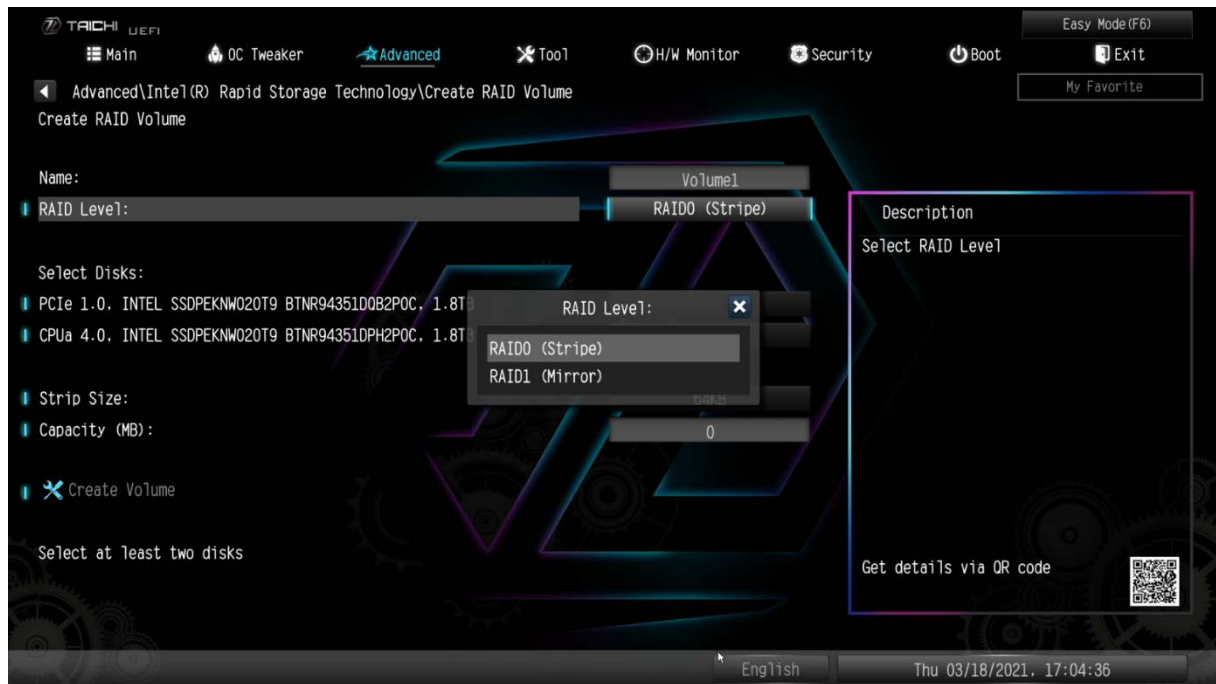 TAICHI UEFI
Easy Mode(F6)
Main OC Tweaker Advanced Tool H/W Monitor Security Boot Exit
Advanced\Intel(R) Rapid Storage Technology\Create RAID Volume
My Favorite
Create RAID Volume
Name: Volume1
RAID Level: RAID0 (Stripe)
Description
Select RAID Level
Select Disks:
PCIe 1.0, INTEL SSDPEKNW020T9 BTNR94351DQB2P0C, 1.8TB
CPUa 4.0, INTEL SSDPEKNW020T9 BTNR94351DPH2P0C, 1.8TB
RAID Level:
RAID0 (Stripe)
RAID1 (Mirror)
Strip Size: 64KB
Capacity (MB): 0
Create Volume
Select at least two disks
Get details via QR code
English
Thu 03/18/2021, 17:04:36